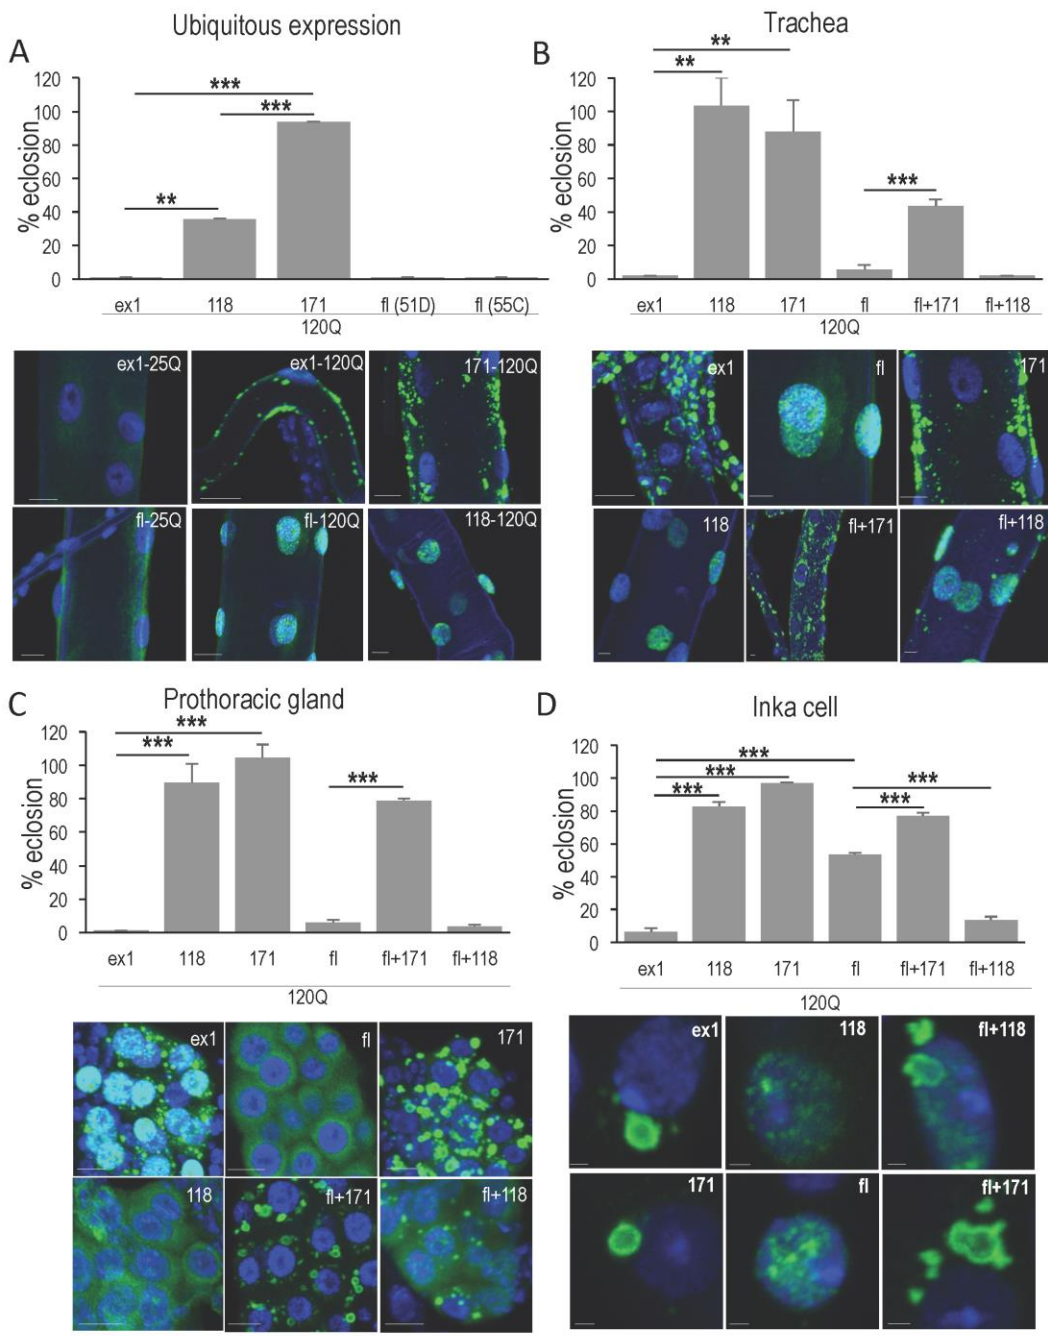 Ubiquitous expression
A
% eclosion
120
100
80
60
40
20
0
***
***
**
ex1 118 171 fl (51D) fl (55C)
120Q
ex1-25Q ex1-120Q 171-120Q
fl-25Q fl-120Q 118-120Q
Trachea
B
% eclosion
120
100
80
60
40
20
0
**
**
***
ex1 118 171 fl fl+171 fl+118
120Q
ex1 fl 171
118 fl+171 fl+118
Prothoracic gland
C
% eclosion
120
100
80
60
40
20
0
***
***
***
ex1 118 171 fl fl+171 fl+118
120Q
ex1 fl 171
118 fl+171 fl+118
Inka cell
D
% eclosion
120
100
80
60
40
20
0
***
***
***
***
***
ex1 118 171 fl fl+171 fl+118
120Q
ex1 118 fl+118
171 fl fl+171